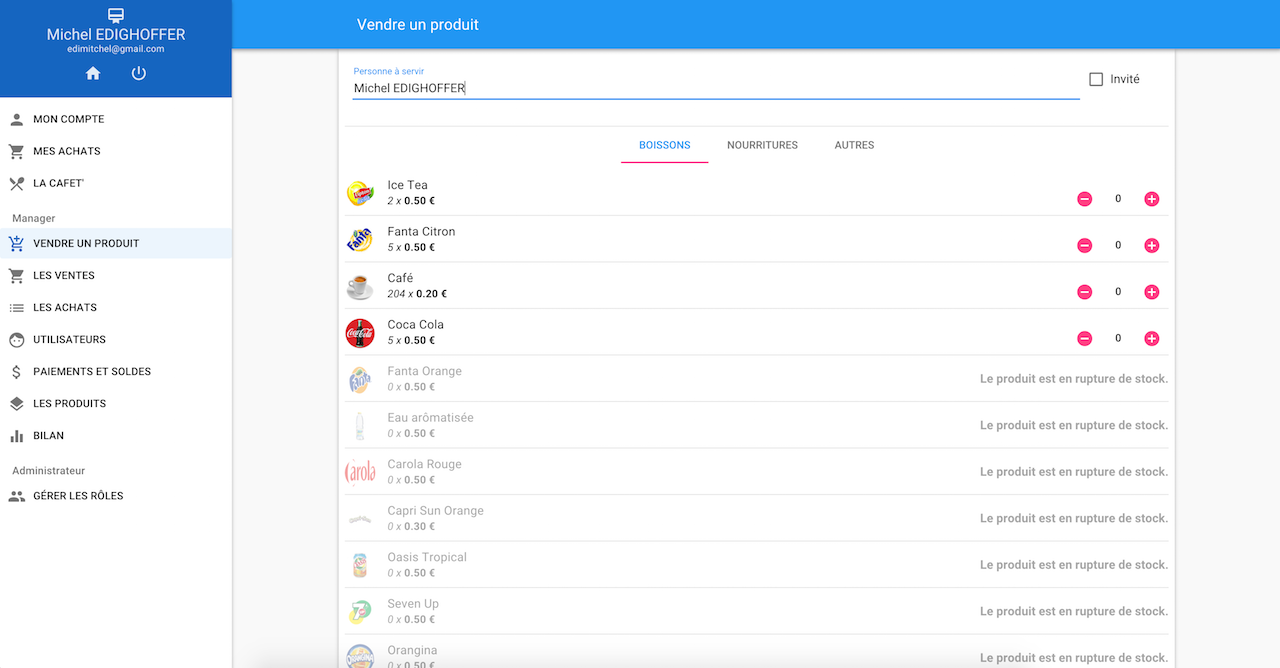 Michel EDIGHOFFER
edimitchel@gmail.com
MON COMPTE
MES ACHATS
LA CAFET'
Manager
VENDRE UN PRODUIT
LES VENTES
LES ACHATS
UTILISATEURS
PAIEMENTS ET SOLDES
LES PRODUITS
BILAN
Administrateur
GÉRER LES RÔLES
Vendre un produit
Personne à servir
Michel EDIGHOFFER
Invité
BOISSONS NOURRITURES AUTRES
Ice Tea
2 x 0.50 €
0
Fanta Citron
5 x 0.50 €
0
Café
204 x 0.20 €
0
Coca Cola
5 x 0.50 €
0
Fanta Orange
0 x 0.50 €
Le produit est en rupture de stock.
Eau arômatisée
0 x 0.50 €
Le produit est en rupture de stock.
Carola Rouge
0 x 0.50 €
Le produit est en rupture de stock.
Capri Sun Orange
0 x 0.30 €
Le produit est en rupture de stock.
Oasis Tropical
0 x 0.50 €
Le produit est en rupture de stock.
Seven Up
0 x 0.50 €
Le produit est en rupture de stock.
Orangina
0 x 0.50 €
Le produit est en rupture de stock.